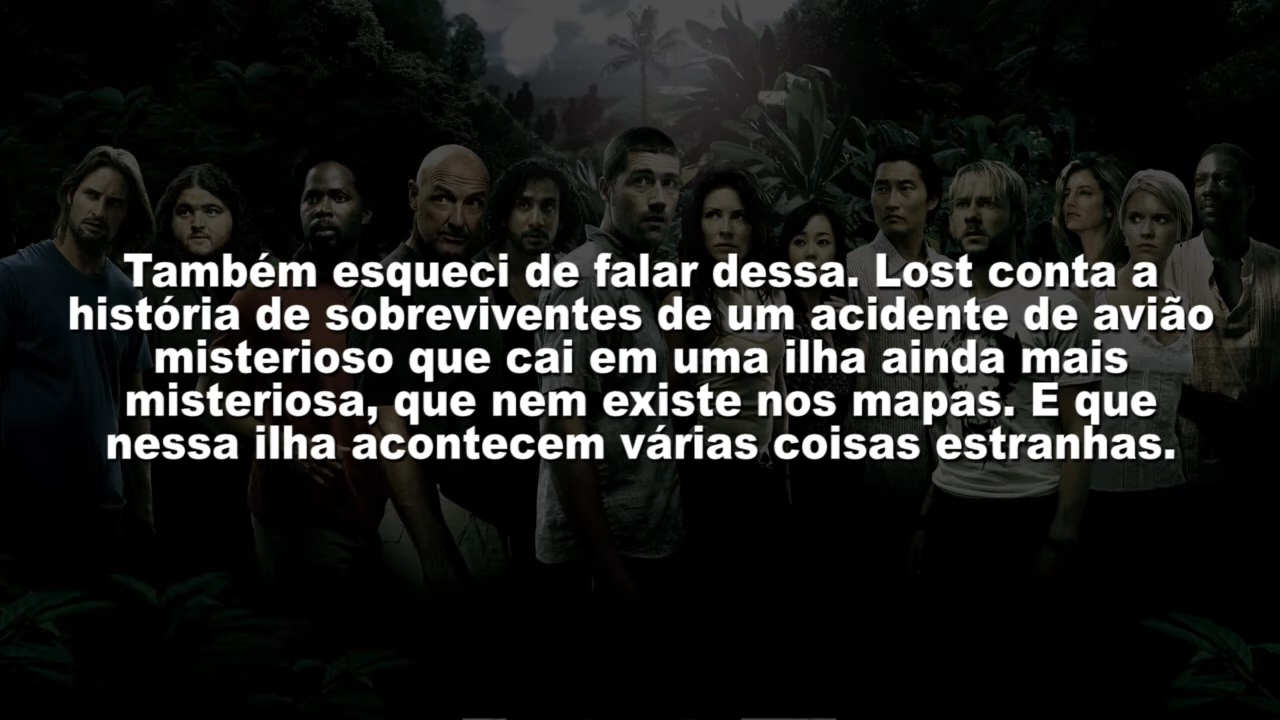 Também esqueci de falar dessa. Lost conta a
história de sobreviventes de um acidente de avião
misterioso que cai em uma ilha ainda mais
misteriosa, que nem existe nos mapas. E que
nessa ilha acontecem várias coisas estranhas.